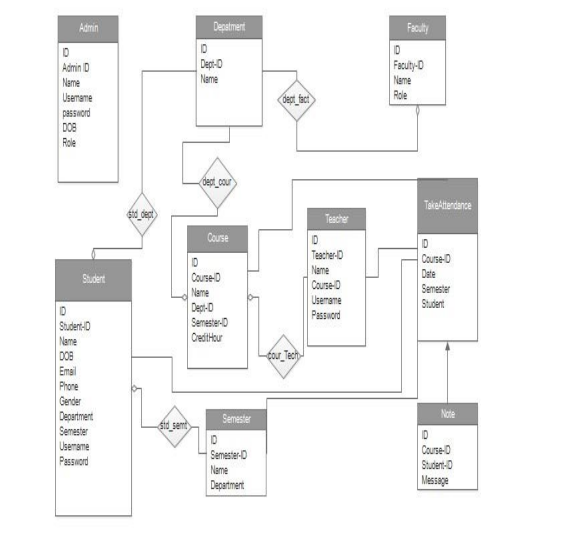 Admin
ID
Admin ID
Name
Username
password
DOB
Role
Depatment
ID
Dept-ID
Name
Faculty
ID
Faculty-ID
Name
Role
dept_fact
dept_cour
std_dept
Course
ID
Course-ID
Name
Dept-ID
Semester-ID
CreditHour
Teacher
ID
Teacher-ID
Name
Course-ID
Username
Password
TakeAttendance
ID
Course-ID
Date
Semester
Student
Student
ID
Student-ID
Name
DOB
Email
Phone
Gender
Department
Semester
Username
Password
cour_Tech
std_semt
Semester
ID
Semester-ID
Name
Department
Note
ID
Course-ID
Student-ID
Message